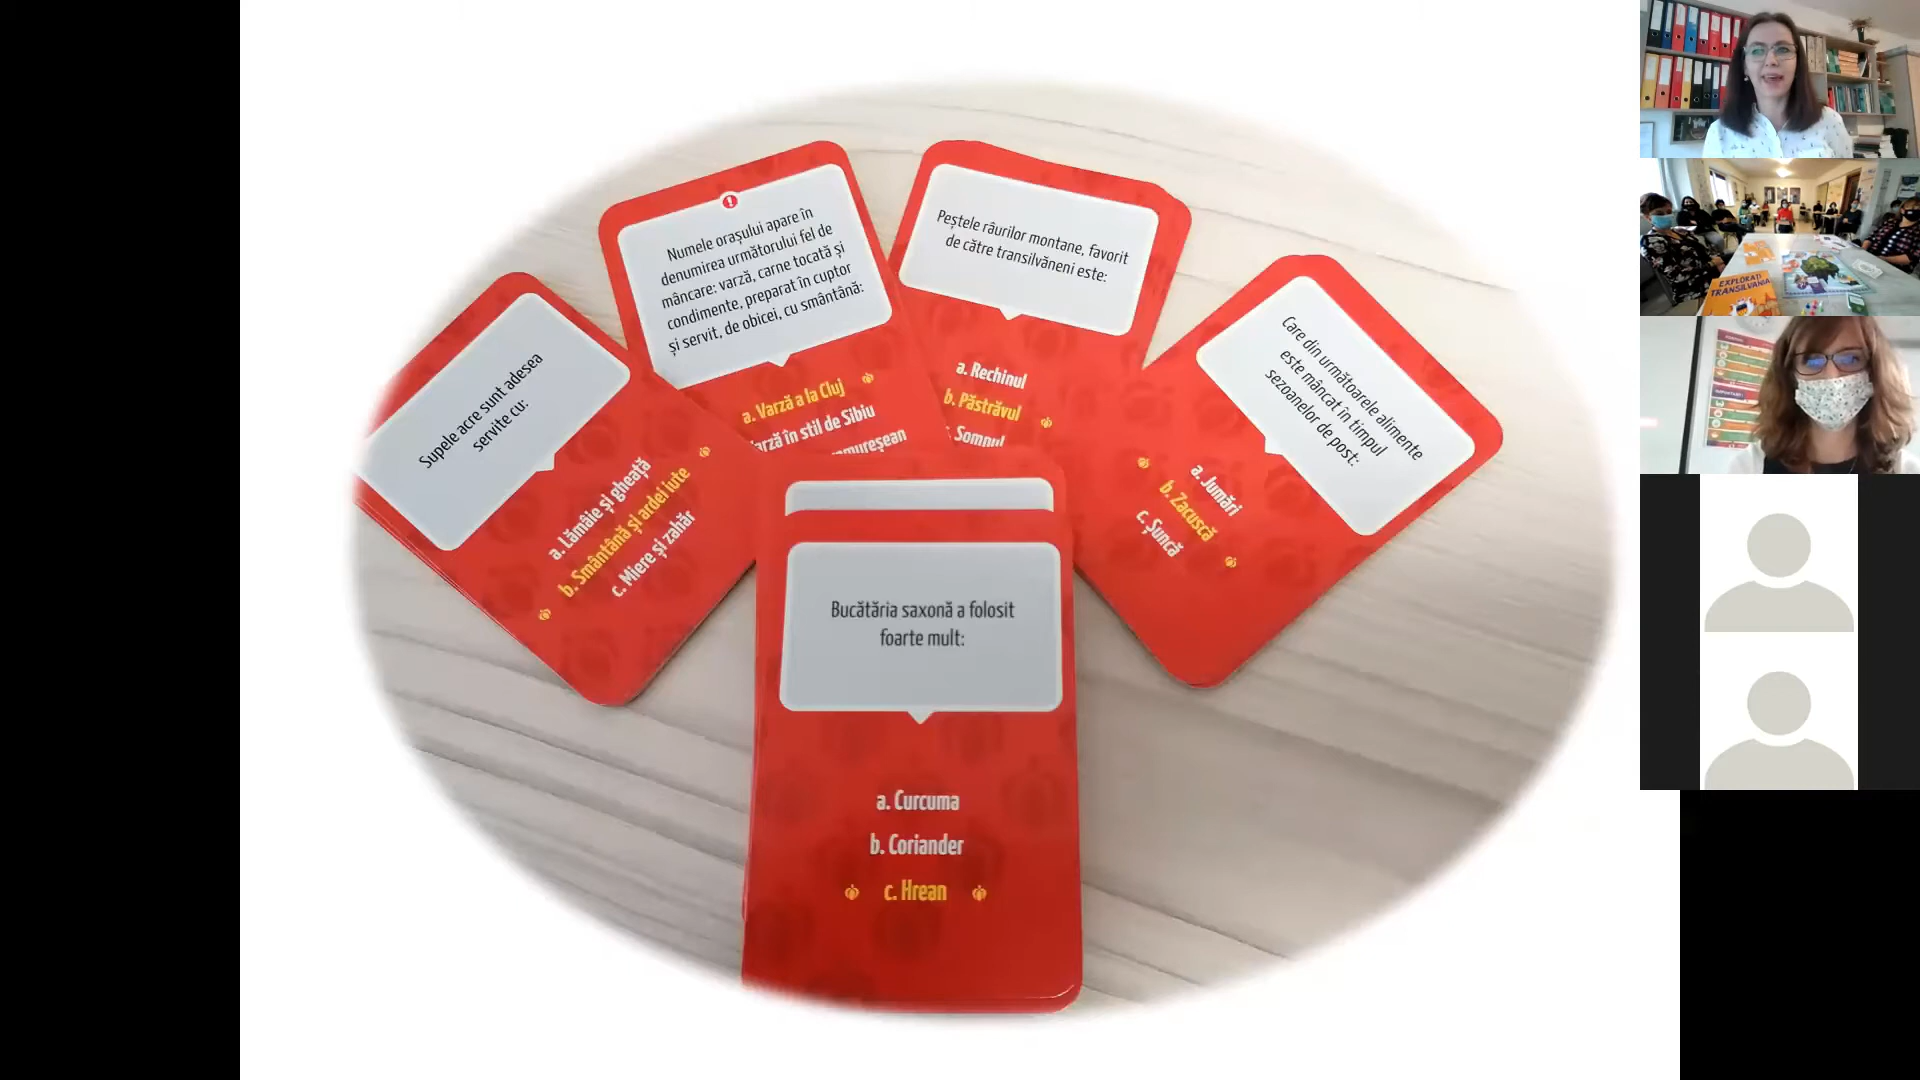 Supele acre sunt adesea
servite cu:
a. Lămâie și gheață
b. Smântână și ardei iute
c. Miere și zahăr
Numele orașului apare în
denumirea următorului fel de
mâncare: varză, carne tocată și
condimente, preparat în cuptor
și servit, de obicei, cu smântână:
a. Varză a la Cluj
arză în stil de Sibiu
mureșean
Peștele râurilor montane, favorit
de către transilvăneni este:
a. Rechinul
b. Păstrăvul
c. Somnul
Care din următoarele alimente
este mâncat în timpul
sezoanelor de post:
a. Jumări
b. Zacuscă
c. Șuncă
Bucătăria saxonă a folosit
foarte mult:
a. Curcuma
b. Coriander
c. Hrean
EXPLORAȚI
TRANSILVANIA